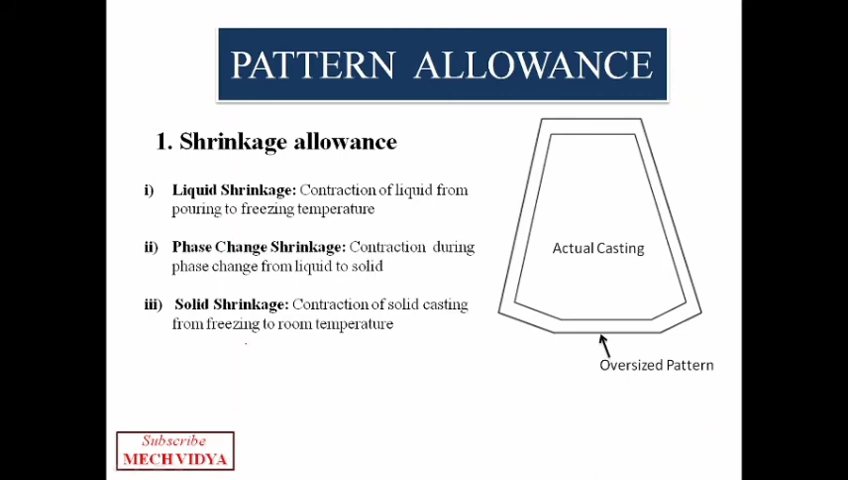 PATTERN ALLOWANCE
1. Shrinkage allowance
i) Liquid Shrinkage: Contraction of liquid from
pouring to freezing temperature
ii) Phase Change Shrinkage: Contraction during
phase change from liquid to solid
iii) Solid Shrinkage: Contraction of solid casting
from freezing to room temperature
Actual Casting
Oversized Pattern
Subscribe
MECH VIDYA